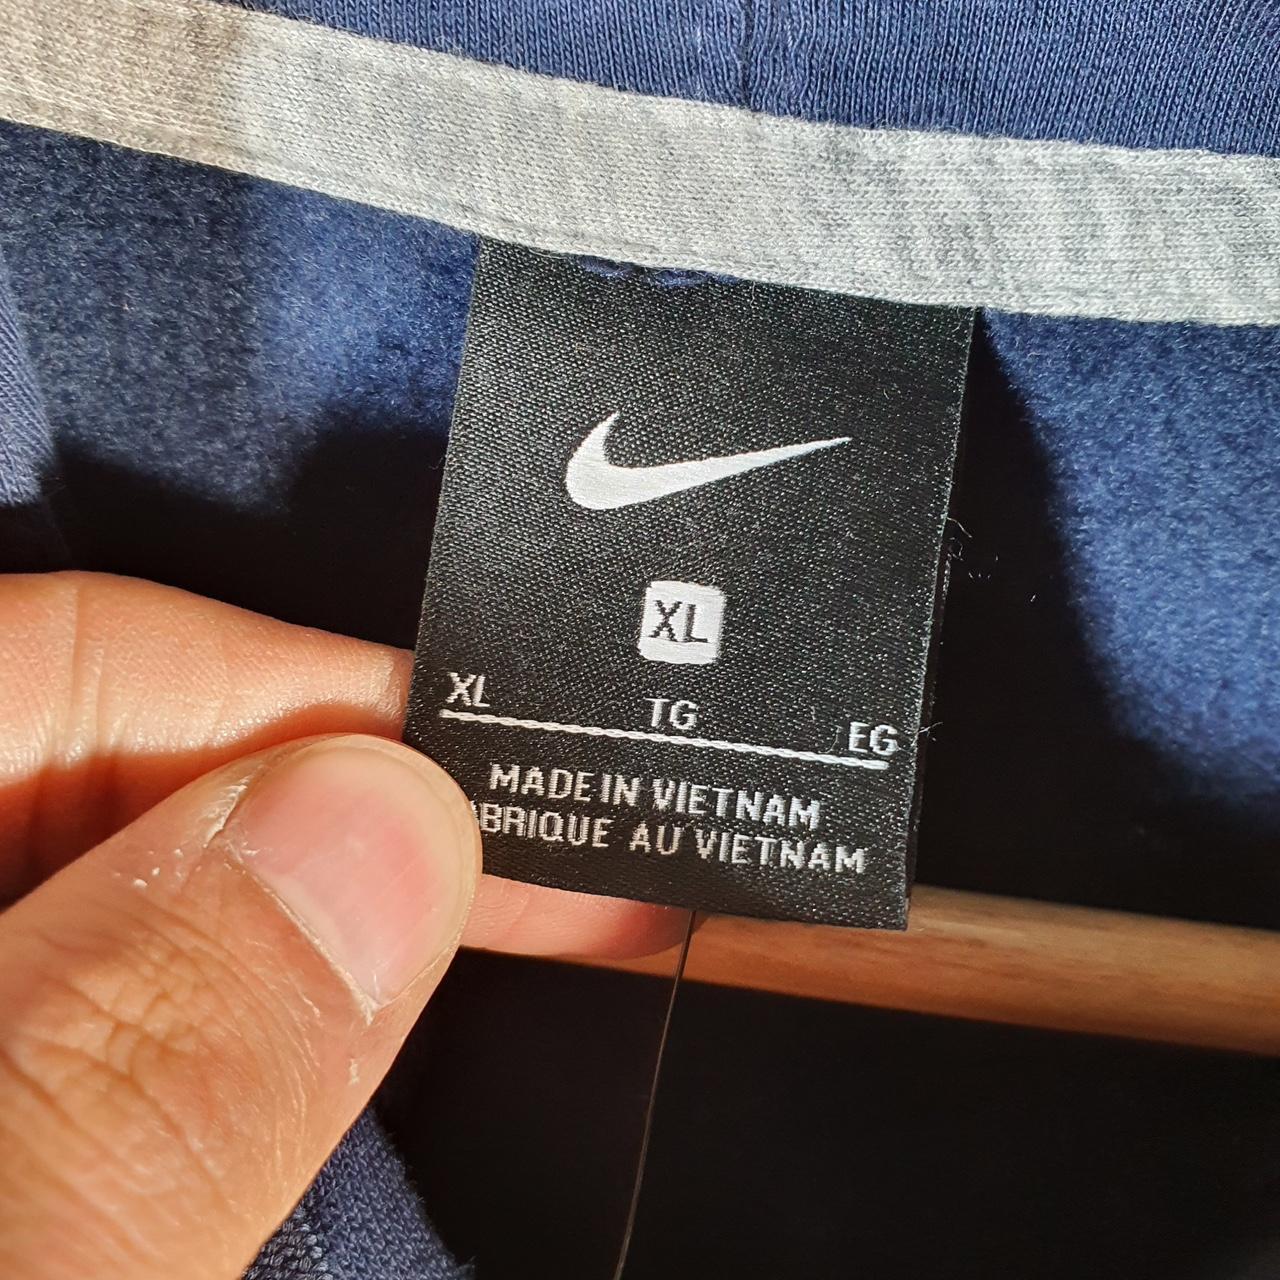 XL
XL TG EG
MADE IN VIETNAM
ABRIQUE AU VIETNAM